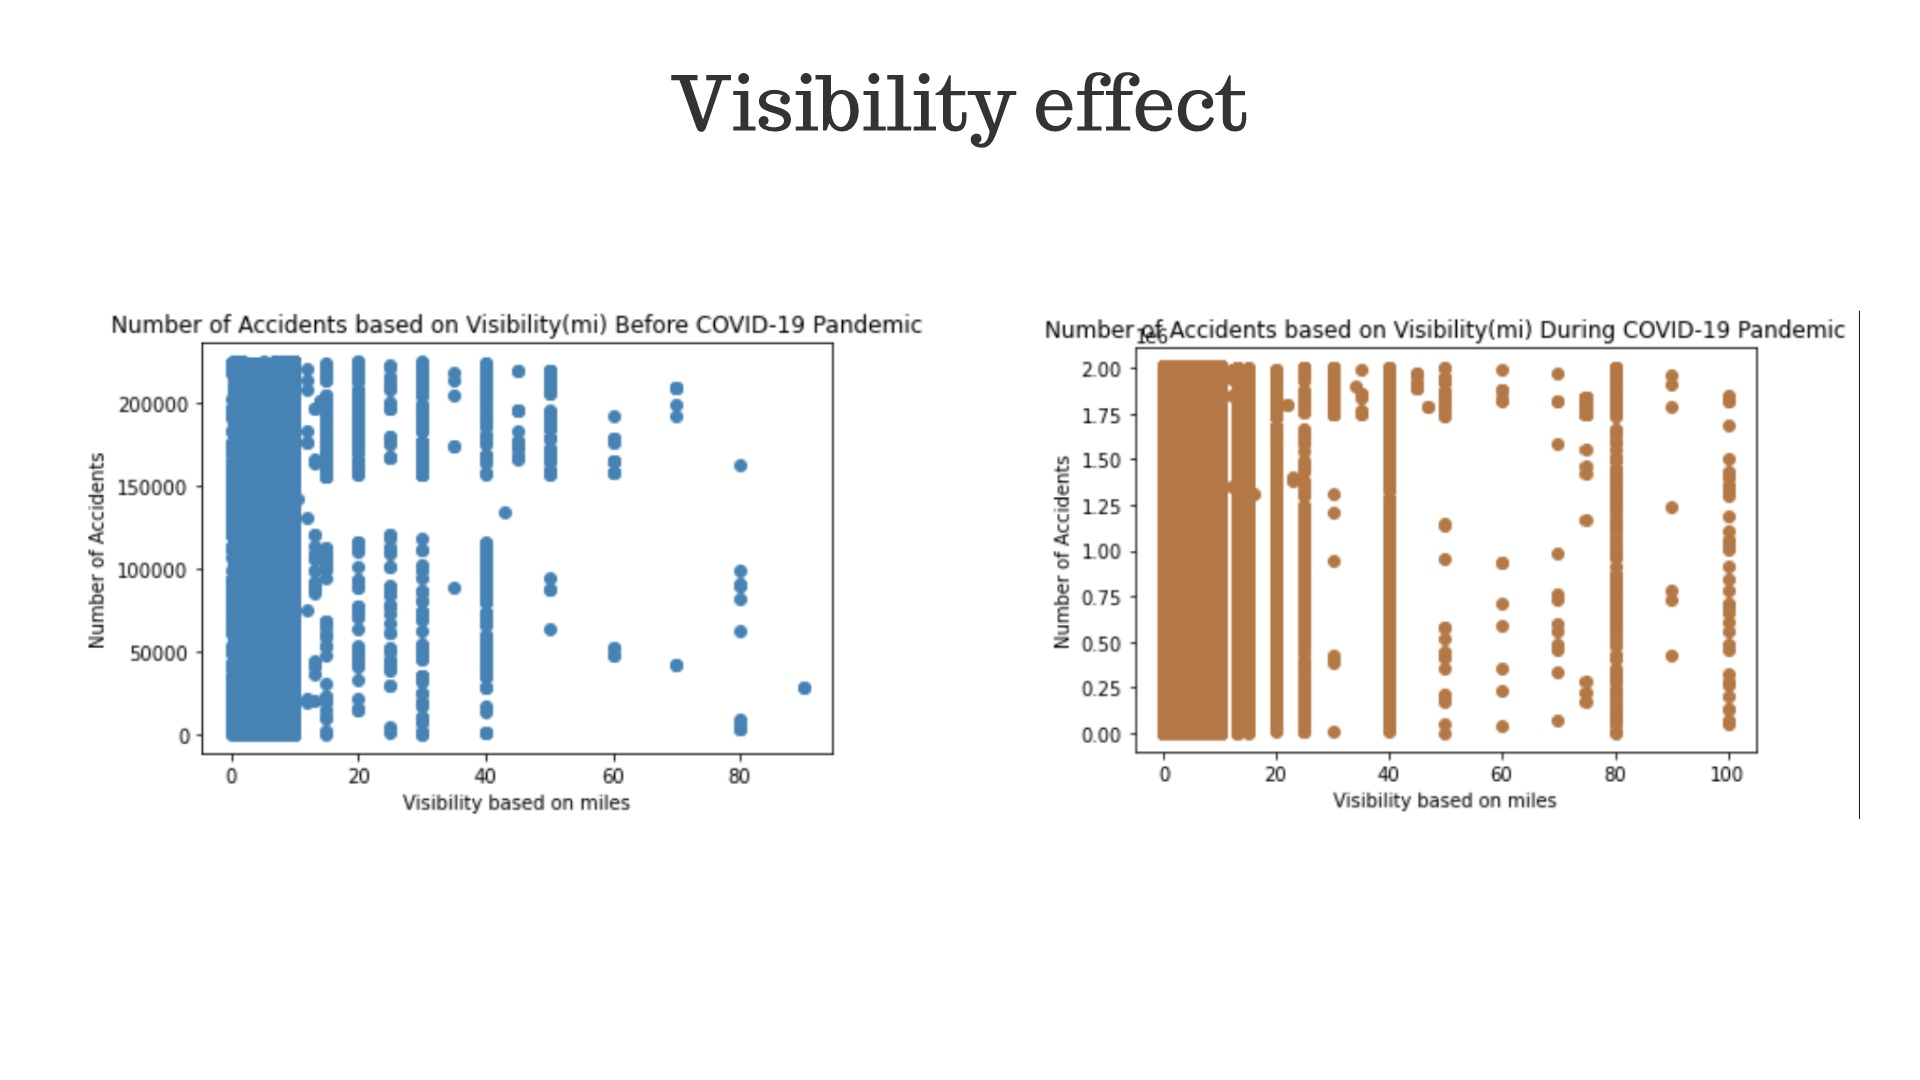 Visibility effect
Number of Accidents based on Visibility(mi) Before COVID-19 Pandemic
Number of Accidents
200000
150000
100000
50000
0
0 20 40 60 80
Visibility based on miles
Number of Accidents based on Visibility(mi) During COVID-19 Pandemic
1e6
Number of Accidents
2.00
1.75
1.50
1.25
1.00
0.75
0.50
0.25
0.00
0 20 40 60 80 100
Visibility based on miles